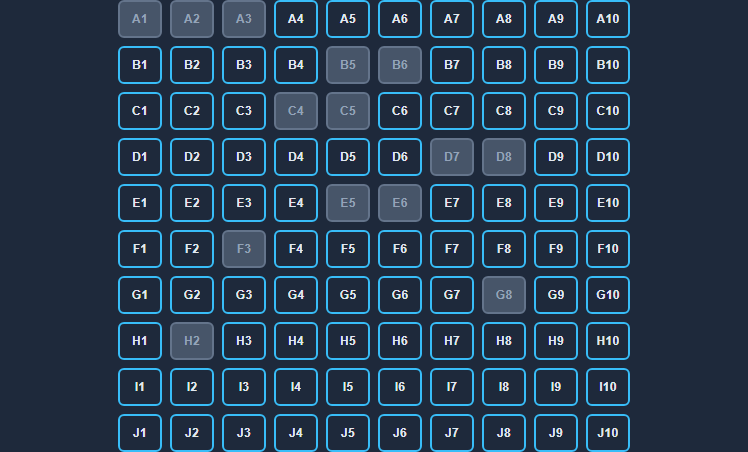 A1 A2 A3 A4 A5 A6 A7 A8 A9 A10
B1 B2 B3 B4 B5 B6 B7 B8 B9 B10
C1 C2 C3 C4 C5 C6 C7 C8 C9 C10
D1 D2 D3 D4 D5 D6 D7 D8 D9 D10
E1 E2 E3 E4 E5 E6 E7 E8 E9 E10
F1 F2 F3 F4 F5 F6 F7 F8 F9 F10
G1 G2 G3 G4 G5 G6 G7 G8 G9 G10
H1 H2 H3 H4 H5 H6 H7 H8 H9 H10
I1 I2 I3 I4 I5 I6 I7 I8 I9 I10
J1 J2 J3 J4 J5 J6 J7 J8 J9 J10